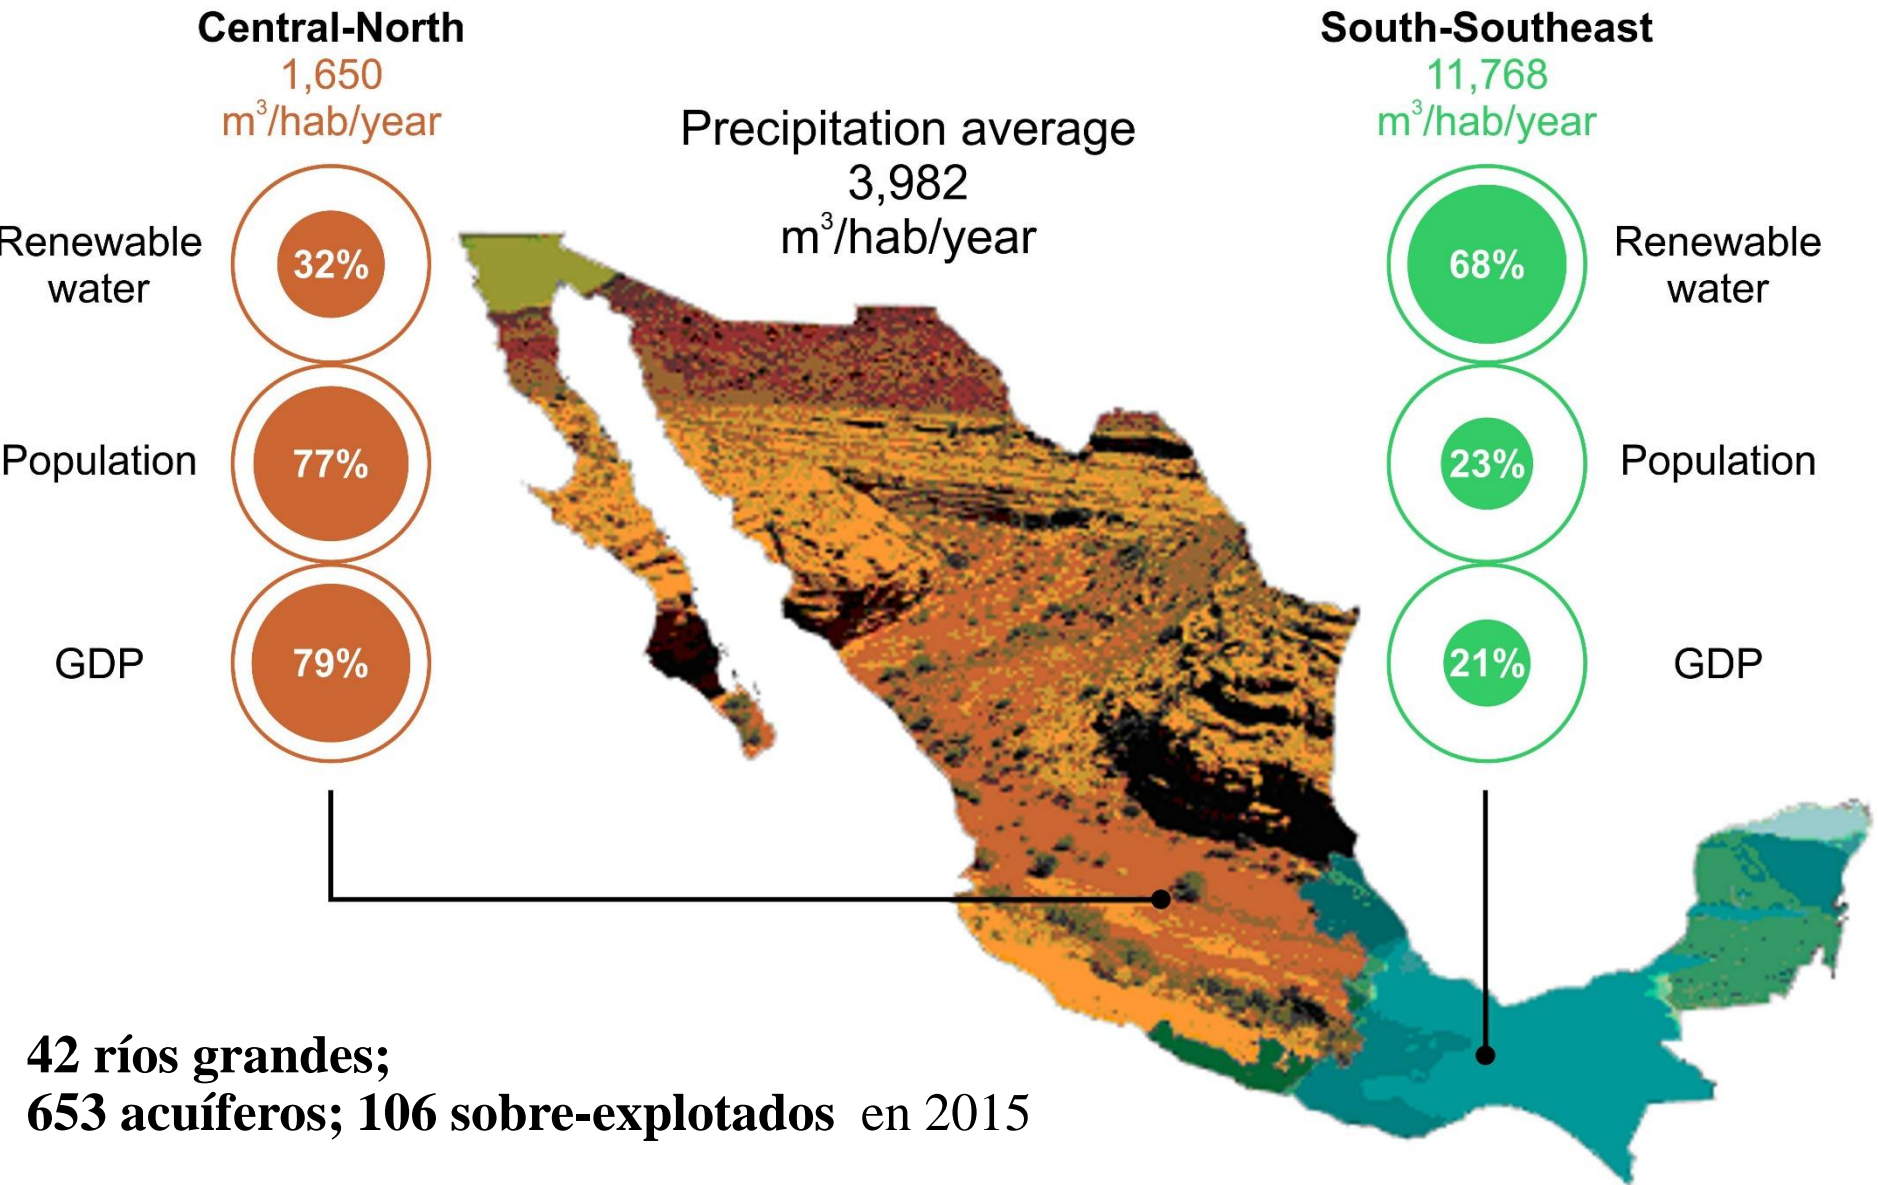 Central-North
1,650
m³/hab/year
Renewable
water
32%
Population
77%
GDP
79%
Precipitation average
3,982
m³/hab/year
South-Southeast
11,768
m³/hab/year
68%
Renewable
water
23%
Population
21%
GDP
42 ríos grandes;
653 acuíferos; 106 sobre-explotados en 2015